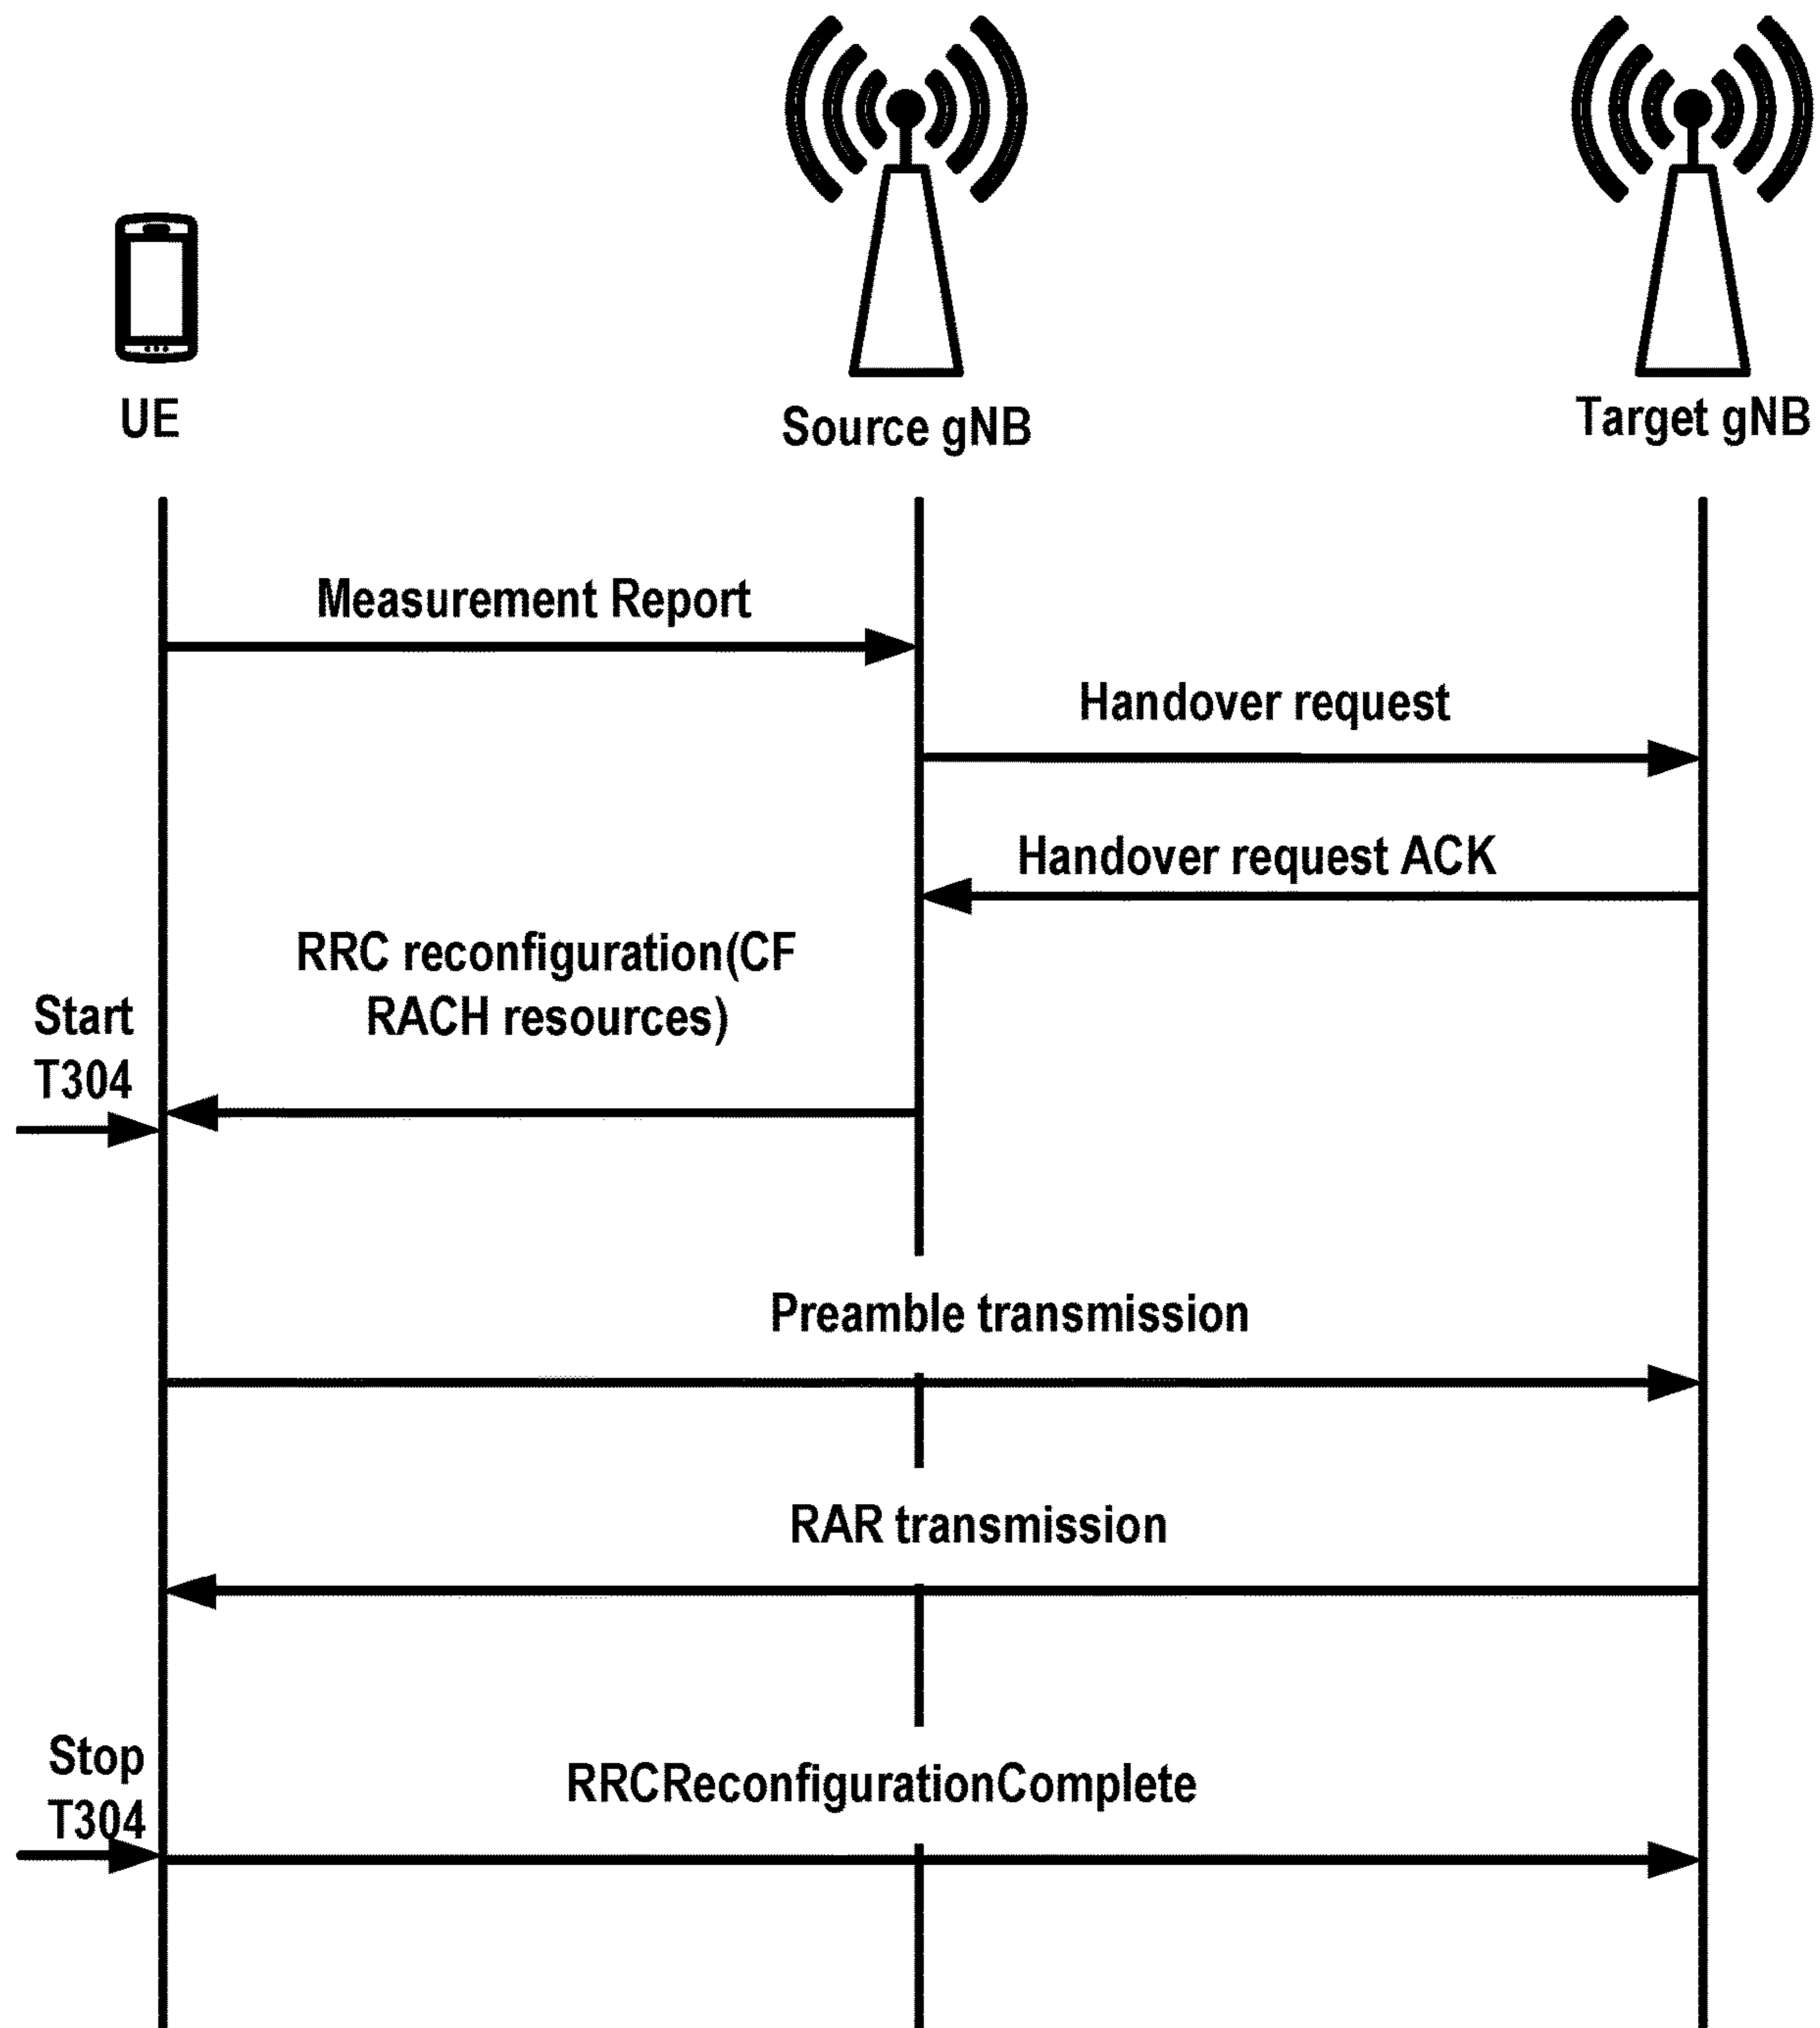 UE
Source gNB
Target gNB
Measurement Report
Handover request
Handover request ACK
RRC reconfiguration(CF
RACH resources)
Start
T304
Preamble transmission
RAR transmission
Stop
T304
RRCReconfigurationComplete